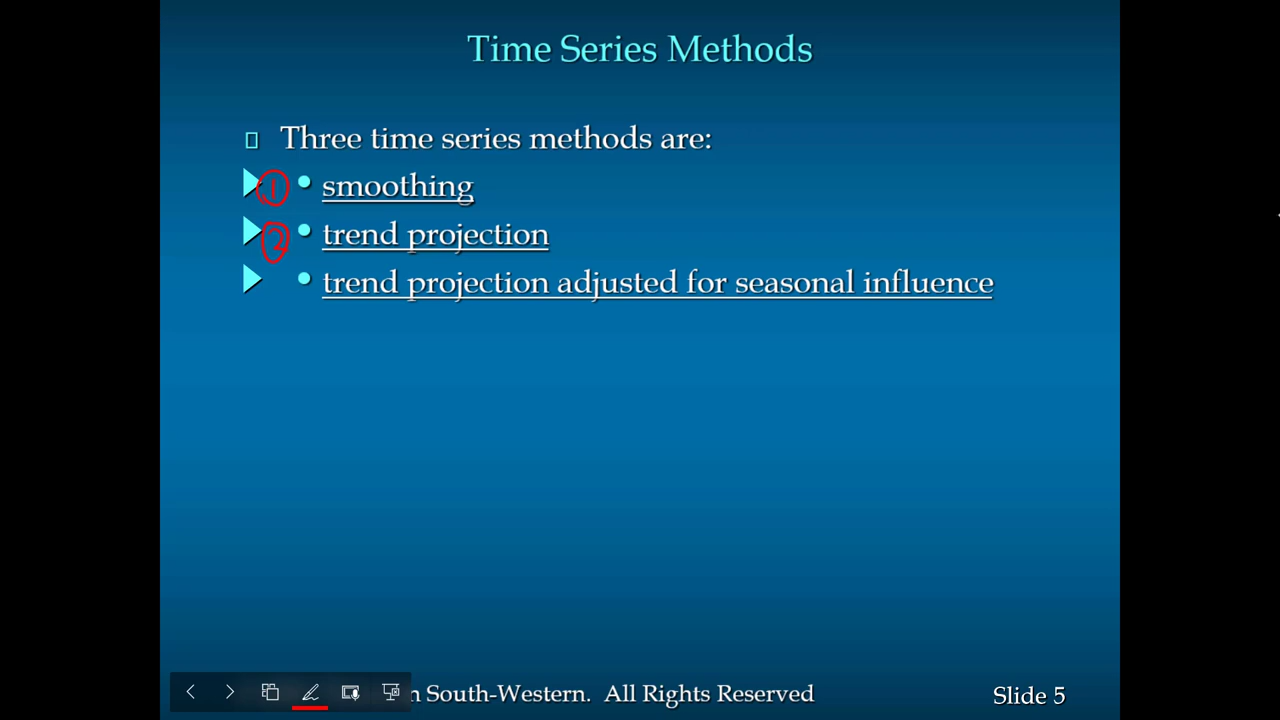 Time Series Methods
Three time series methods are:
1 • smoothing
2 • trend projection
• trend projection adjusted for seasonal influence
South-Western. All Rights Reserved
Slide 5